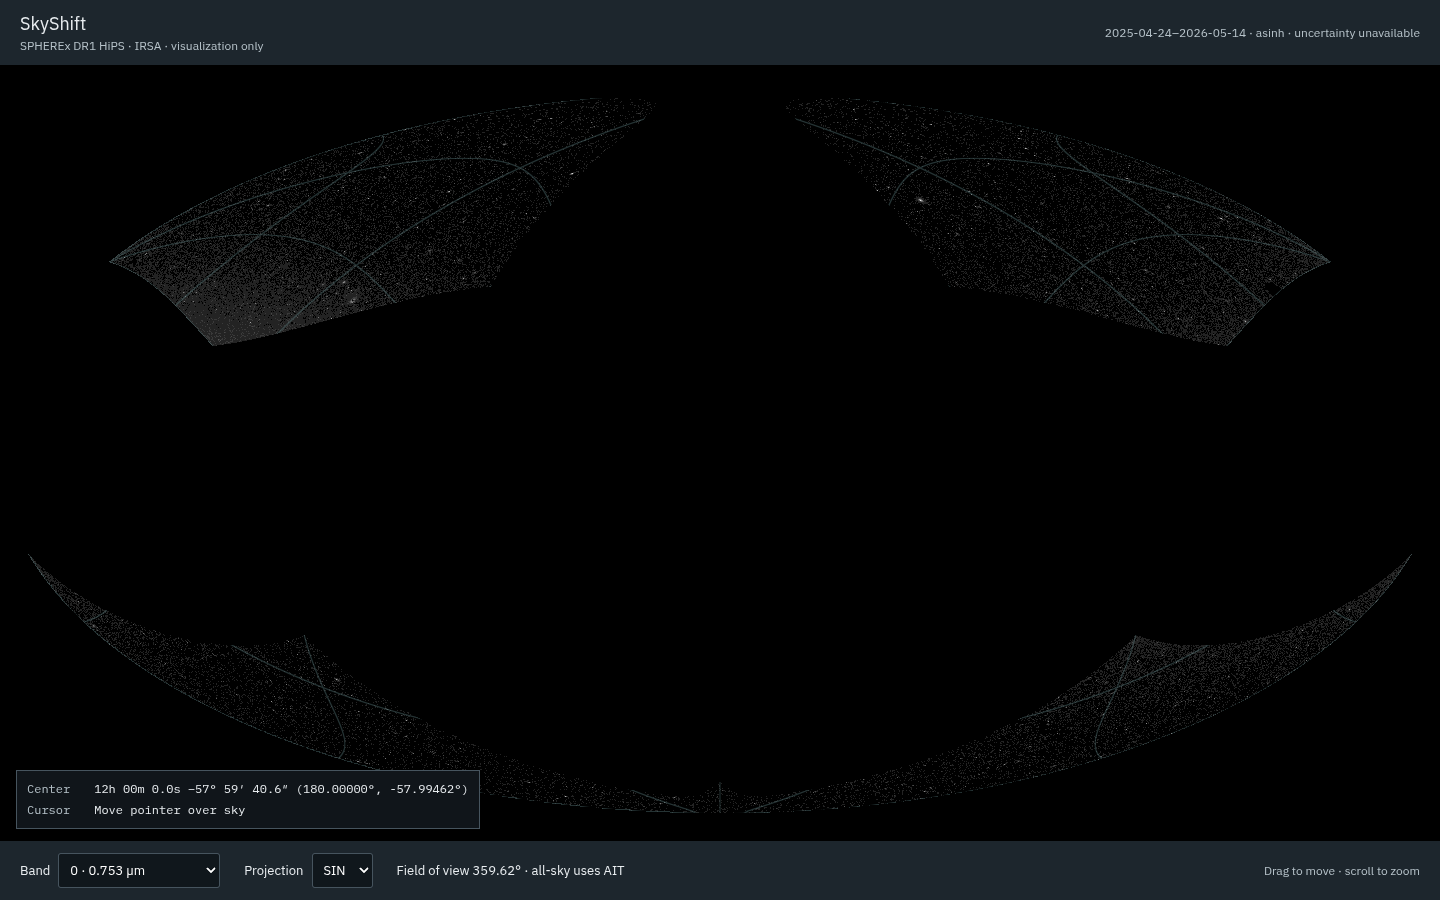 SkyShift
SPHEREx DR1 HiPS · IRSA · visualization only
2025-04-24–2026-05-14 · asinh · uncertainty unavailable
Center 12h 00m 0.0s −57° 59′ 40.6″ (180.00000°, -57.99462°)
Cursor Move pointer over sky
Band 0 · 0.753 µm Projection SIN Field of view 359.62° · all-sky uses AIT
Drag to move · scroll to zoom